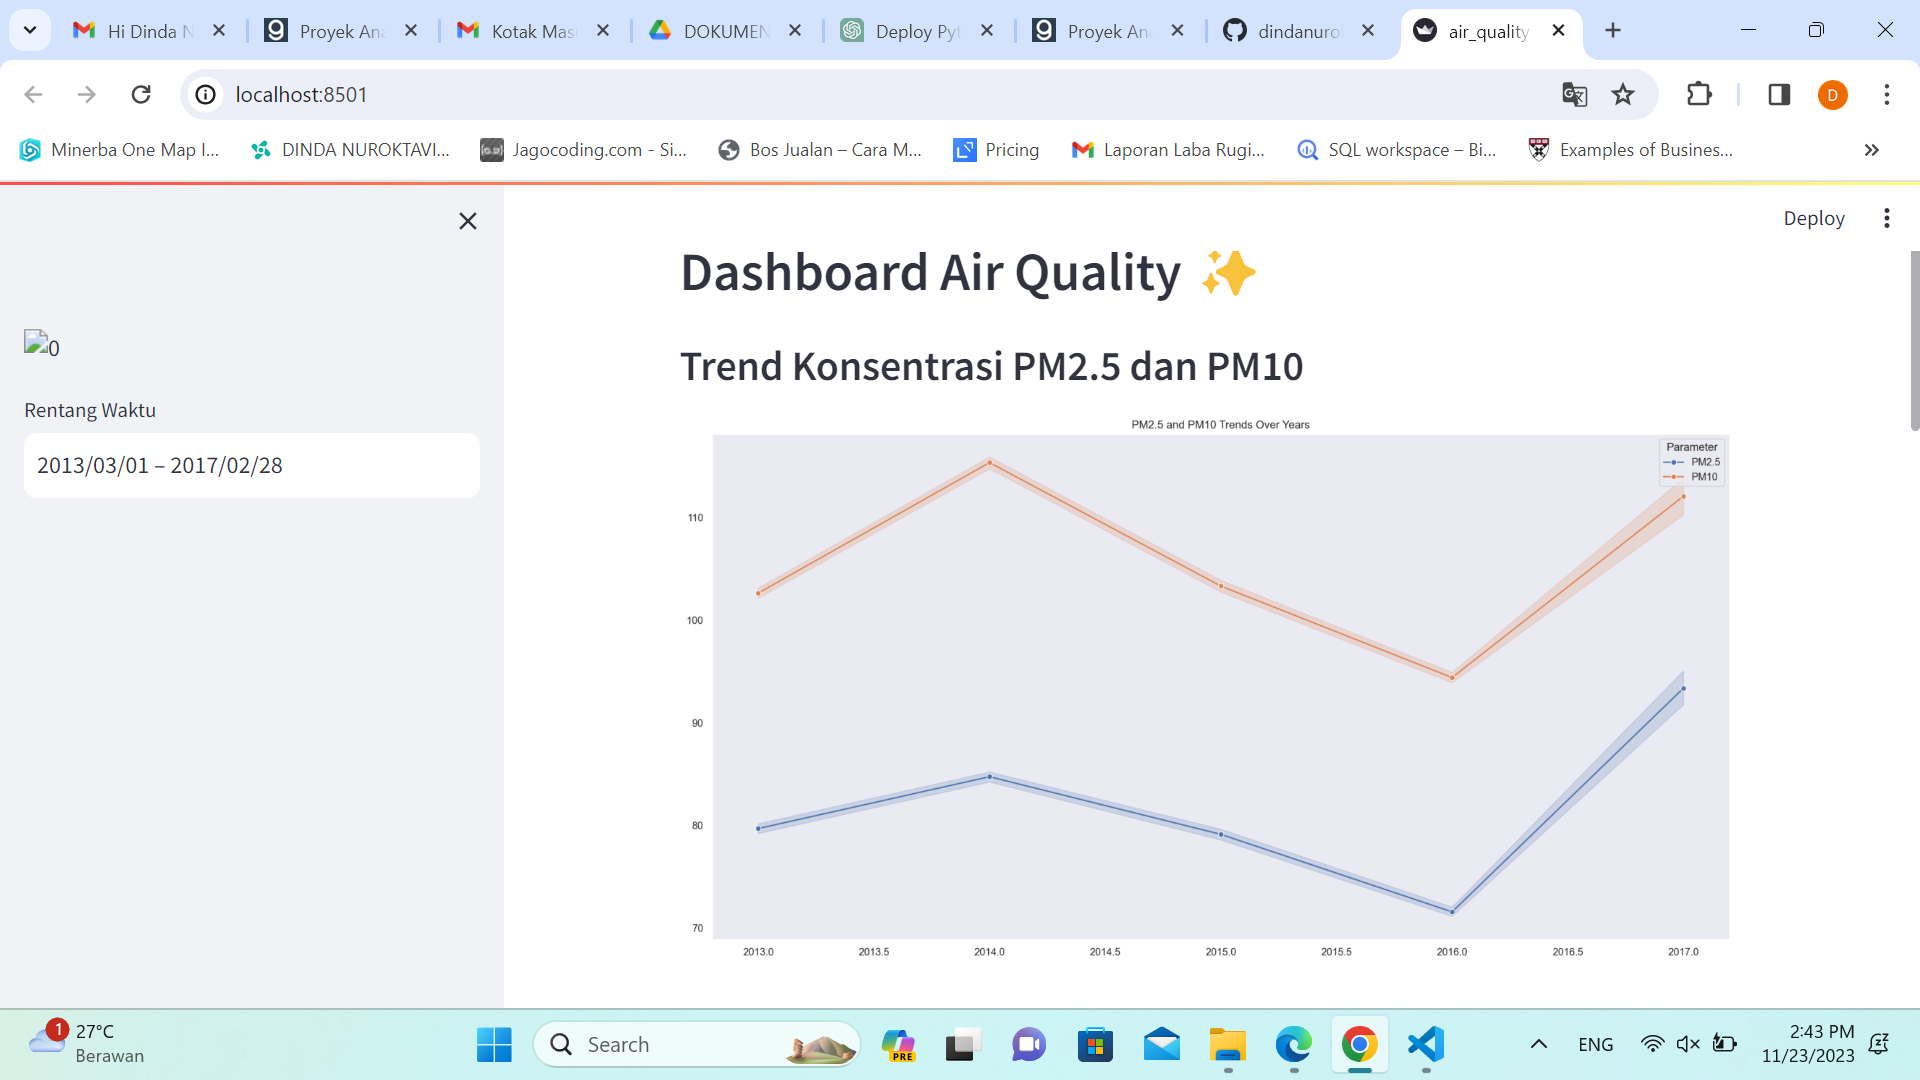 Hi Dinda N
Proyek Ana
Kotak Mas
DOKUMEN
Deploy Pyt
Proyek An
dindanuro
air_quality
localhost:8501
D
Minerba One Map I...
DINDA NUROKTAVI...
Jagocoding.com - Si...
Bos Jualan – Cara M...
Pricing
Laporan Laba Rugi...
SQL workspace – Bi...
Examples of Busines...
Deploy
Dashboard Air Quality ✨
0
Rentang Waktu
2013/03/01 – 2017/02/28
Trend Konsentrasi PM2.5 dan PM10
PM2.5 and PM10 Trends Over Years
Parameter
PM2.5
PM10
110
100
90
80
70
2013.0 2013.5 2014.0 2014.5 2015.0 2015.5 2016.0 2016.5 2017.0
1
27°C
Berawan
Search
PRE
ENG
2:43 PM
11/23/2023